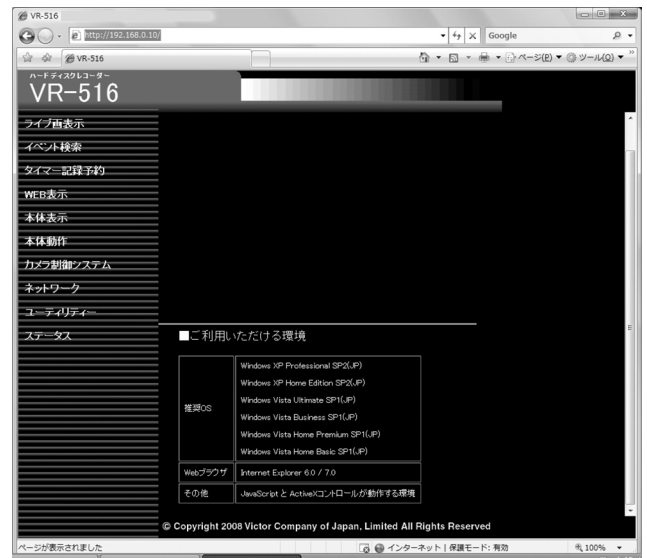 VR-516
http://192.168.0.10/
Google
VR-516
ページ(P) ツール(O)
ハードディスクレコーダー
VR-516
ライブ画表示
イベント検索
タイマー記録予約
WEB表示
本体表示
本体動作
カメラ制御システム
ネットワーク
ユーティリティー
ステータス
■ご利用いただける環境
推奨OS
Windows XP Professional SP2(JP)
Windows XP Home Edition SP2(JP)
Windows Vista Ultimate SP1(JP)
Windows Vista Business SP1(JP)
Windows Vista Home Premium SP1(JP)
Windows Vista Home Basic SP1(JP)
Webブラウザ Internet Explorer 6.0 / 7.0
その他 JavaScript と ActiveXコントロールが動作する環境
© Copyright 2008 Victor Company of Japan, Limited All Rights Reserved
ページが表示されました
インターネット | 保護モード: 有効
100%